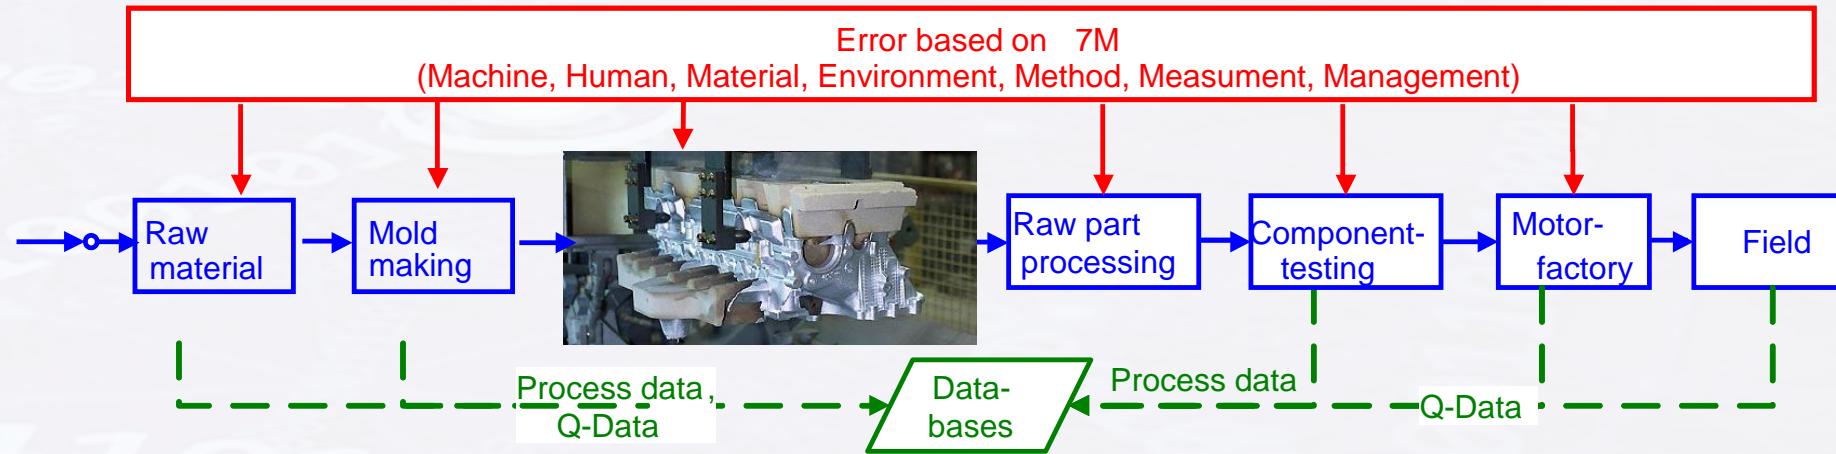 Error based on 7M
(Machine, Human, Material, Environment, Method, Measument, Management)
Raw
material
Mold
making
Raw part
processing
Component-
testing
Motor-
factory
Field
Process data,
Q-Data
Data-
bases
Process data
Q-Data